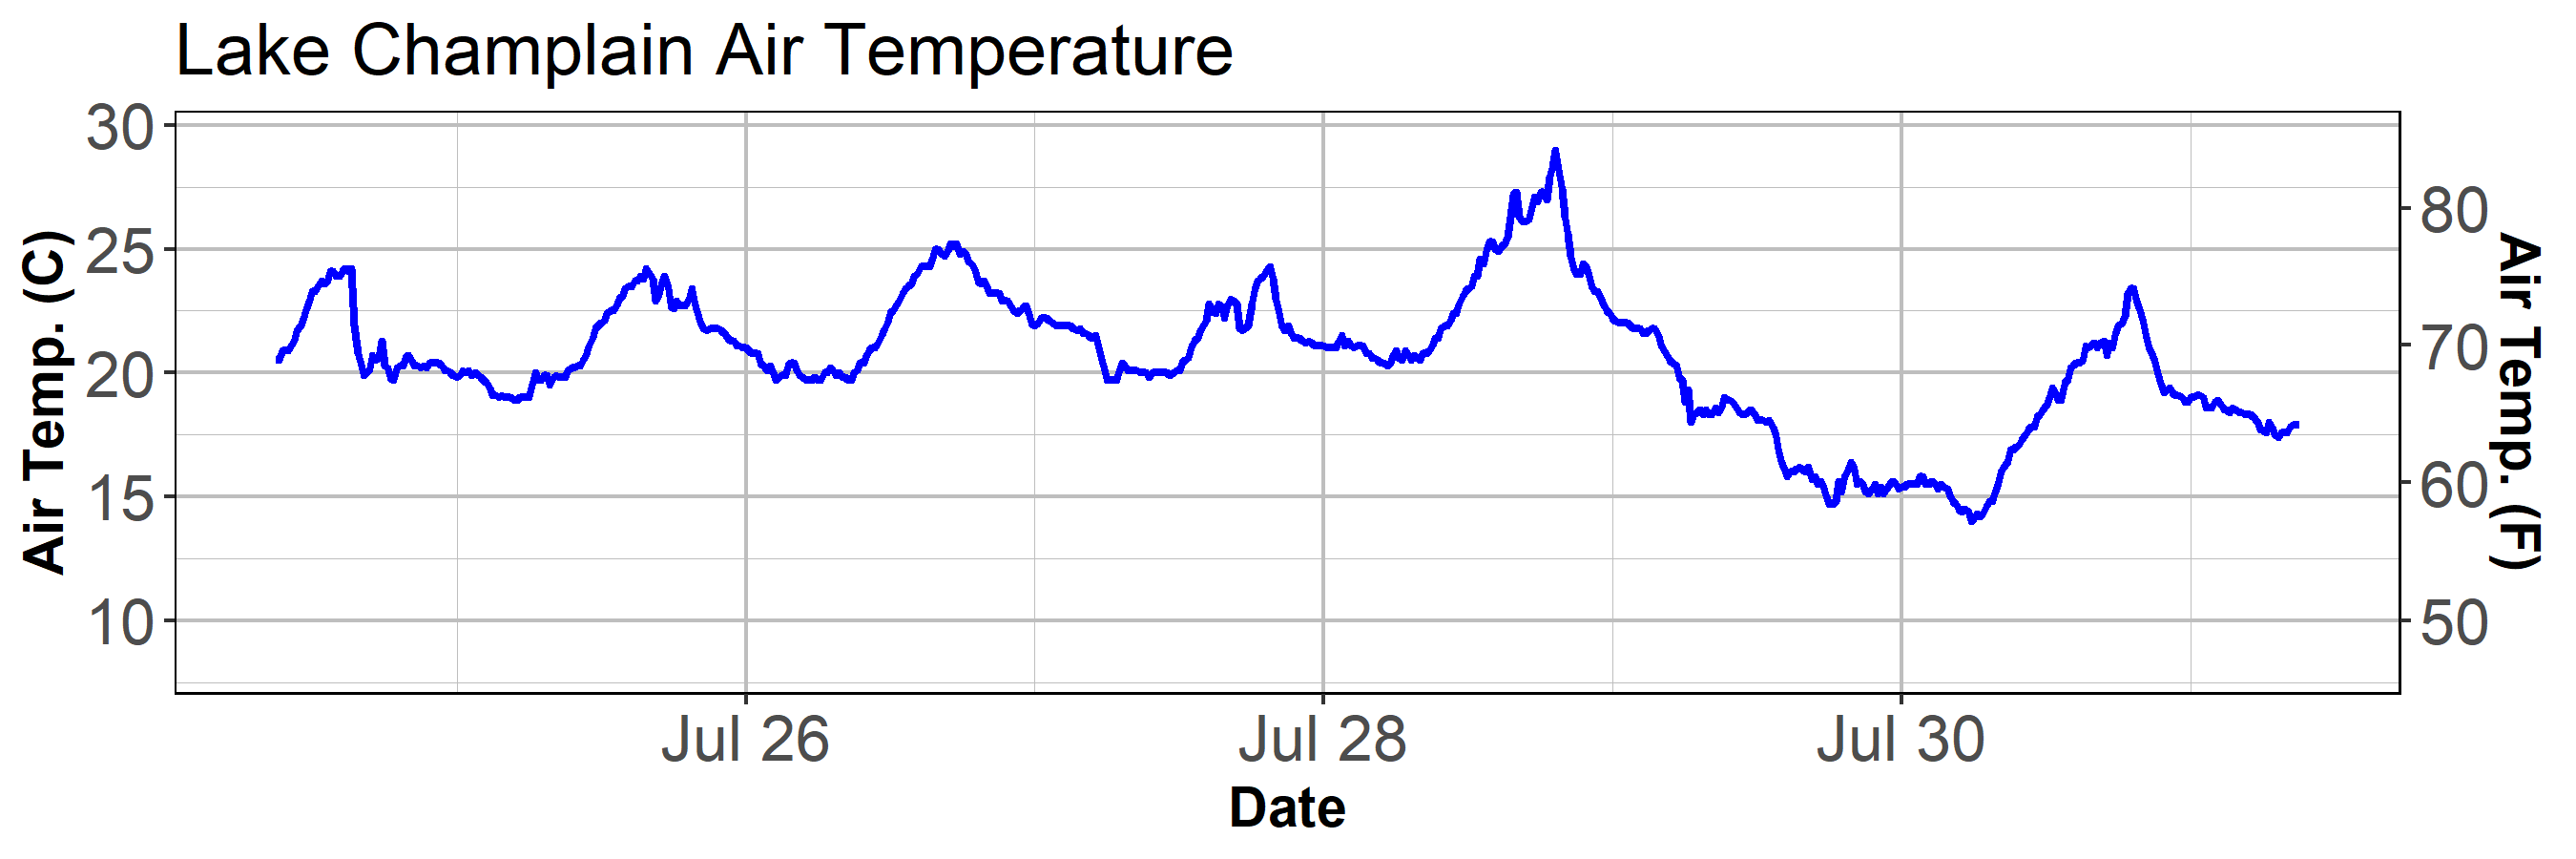 Lake Champlain Air Temperature
Air Temp. (C)
30
25
20
15
10
80
70
60
50
Air Temp. (F)
Jul 26
Jul 28
Jul 30
Date